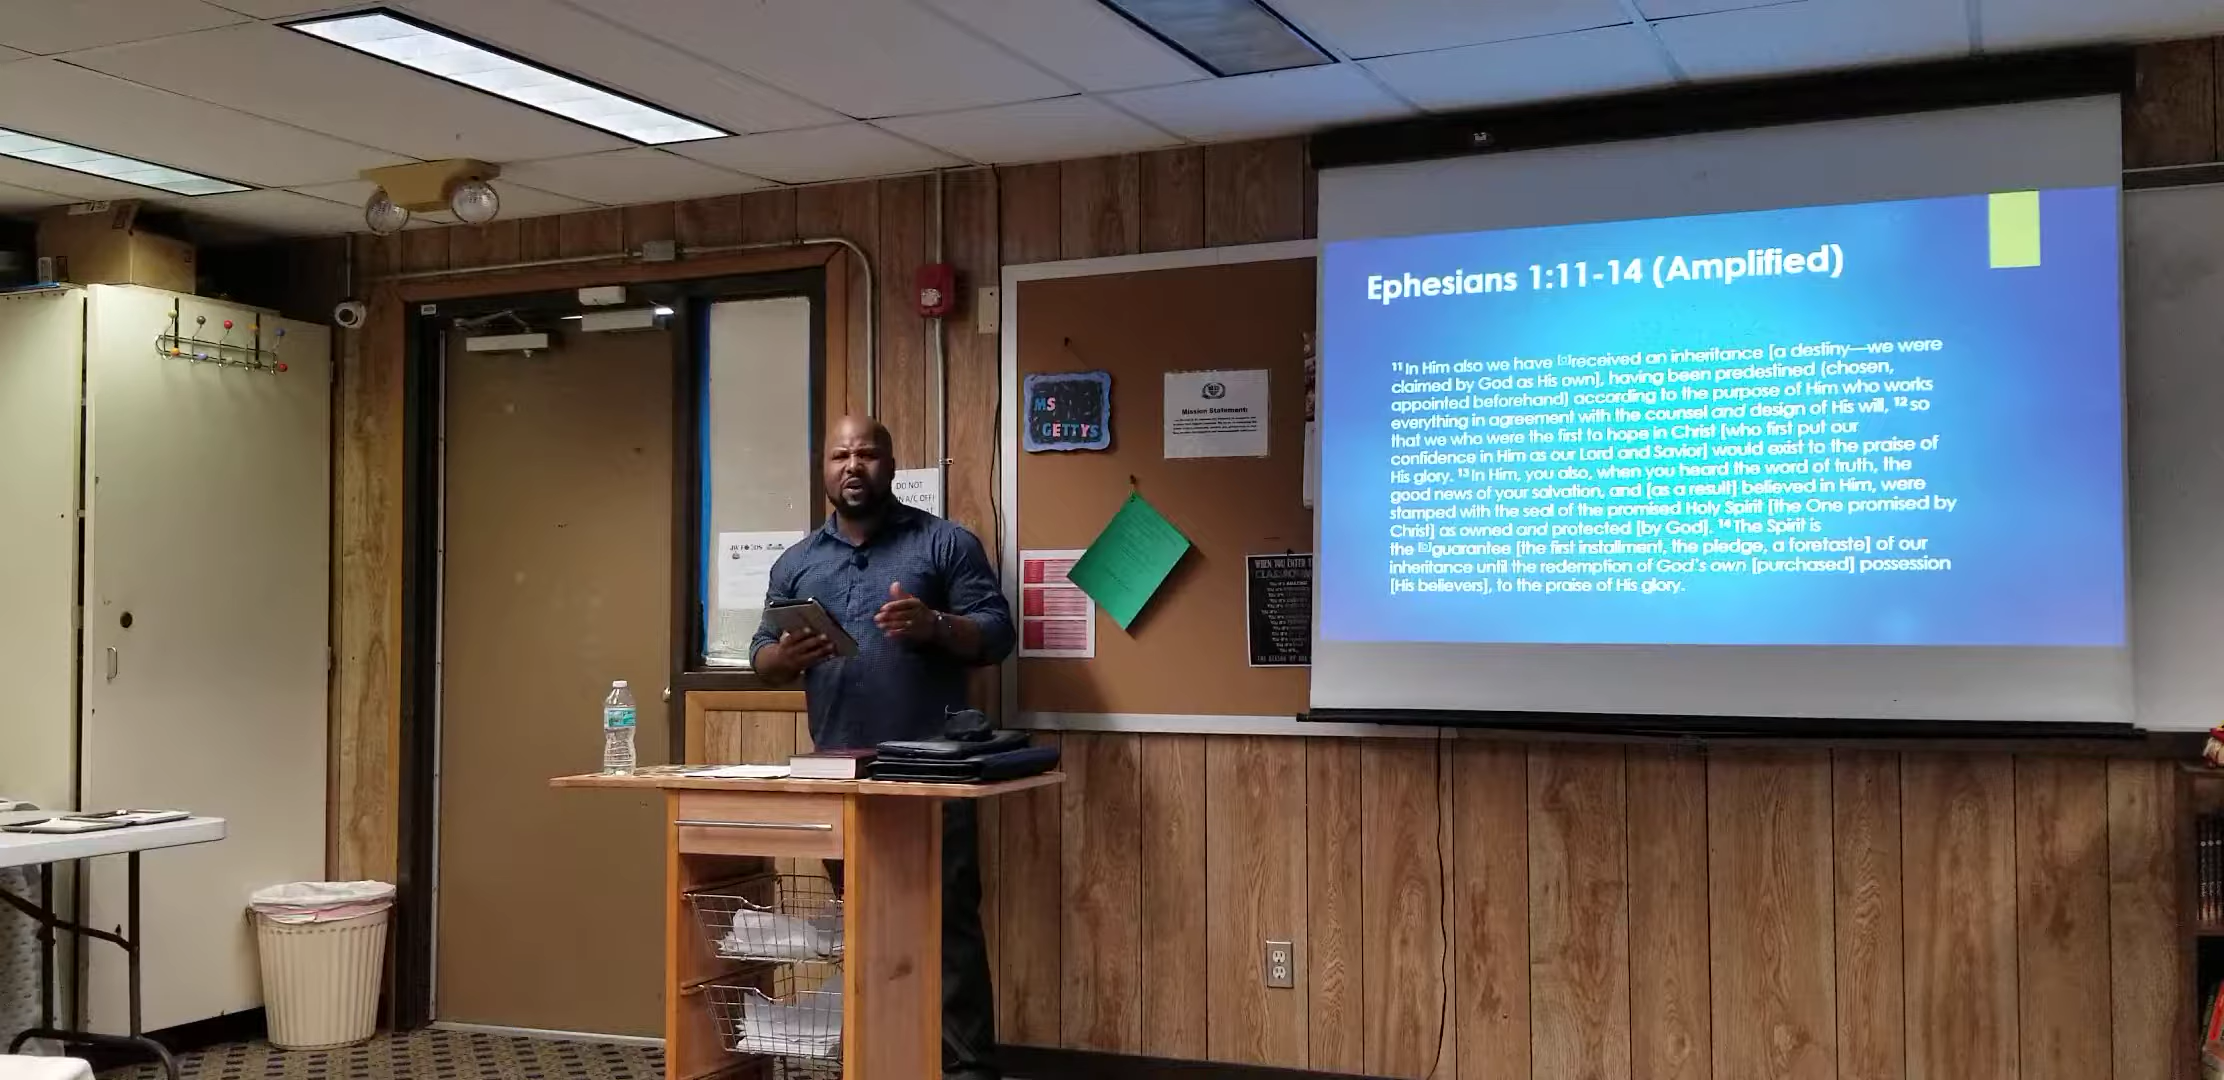 Ephesians 1:11-14 (Amplified)
11 In Him also we have [a]received an inheritance [a destiny—we were
claimed by God as His own], having been predestined (chosen,
appointed beforehand) according to the purpose of Him who works
everything in agreement with the counsel and design of His will, 12 so
that we who were the first to hope in Christ [who first put our
confidence in Him as our Lord and Savior] would exist to the praise of
His glory. 13 In Him, you also, when you heard the word of truth, the
good news of your salvation, and [as a result] believed in Him, were
stamped with the seal of the promised Holy Spirit [the One promised by
Christ] as owned and protected [by God]. 14 The Spirit is
the [b]guarantee [the first installment, the pledge, a foretaste] of our
inheritance until the redemption of God's own [purchased] possession
[His believers], to the praise of His glory.
MS
GETTYS
Mission Statement:
DO NOT
A/C OFF!
WHEN YOU ENTER
CLASSROOM